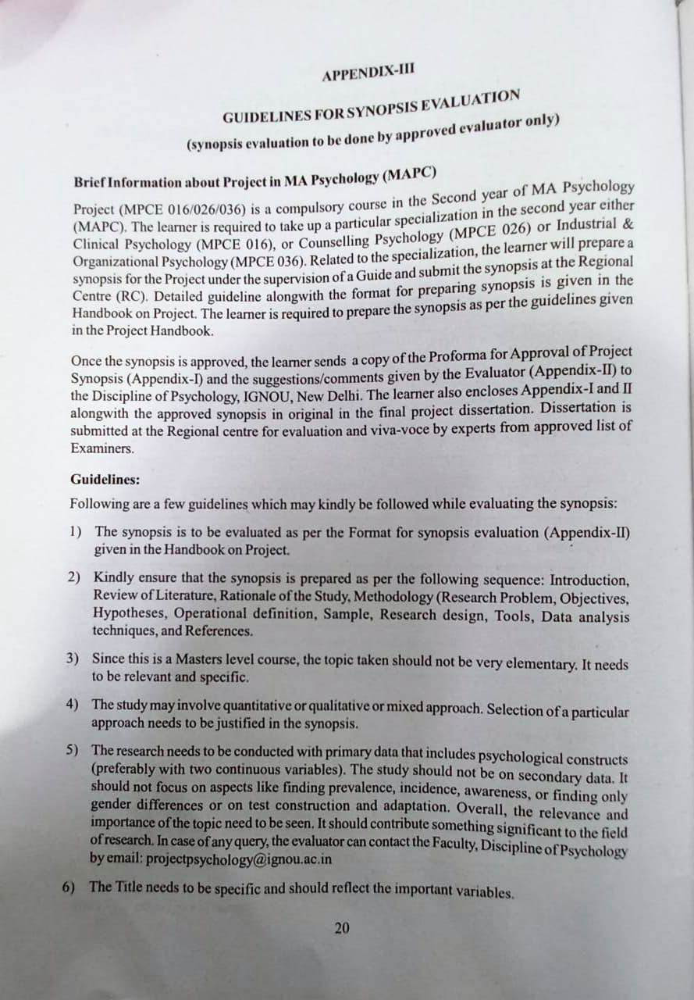 APPENDIX-III
GUIDELINES FOR SYNOPSIS EVALUATION
(synopsis evaluation to be done by approved evaluator only)
Brief Information about Project in MA Psychology (MAPC)
Project (MPCE 016/026/036) is a compulsory course in the Second year of MA Psychology
(MAPC). The learner is required to take up a particular specialization in the second year either
Clinical Psychology (MPCE 016), or Counselling Psychology (MPCE 026) or Industrial &
Organizational Psychology (MPCE 036). Related to the specialization, the learner will prepare a
synopsis for the Project under the supervision of a Guide and submit the synopsis at the Regional
Centre (RC). Detailed guideline alongwith the format for preparing synopsis is given in the
Handbook on Project. The learner is required to prepare the synopsis as per the guidelines given
in the Project Handbook.
Once the synopsis is approved, the learner sends a copy of the Proforma for Approval of Project
Synopsis (Appendix-I) and the suggestions/comments given by the Evaluator (Appendix-II) to
the Discipline of Psychology, IGNOU, New Delhi. The learner also encloses Appendix-I and II
alongwith the approved synopsis in original in the final project dissertation. Dissertation is
submitted at the Regional centre for evaluation and viva-voce by experts from approved list of
Examiners.
Guidelines:
Following are a few guidelines which may kindly be followed while evaluating the synopsis:
1) The synopsis is to be evaluated as per the Format for synopsis evaluation (Appendix-II)
given in the Handbook on Project.
2) Kindly ensure that the synopsis is prepared as per the following sequence: Introduction,
Review of Literature, Rationale of the Study, Methodology (Research Problem, Objectives,
Hypotheses, Operational definition, Sample, Research design, Tools, Data analysis
techniques, and References.
3) Since this is a Masters level course, the topic taken should not be very elementary. It needs
to be relevant and specific.
4) The study may involve quantitative or qualitative or mixed approach. Selection of a particular
approach needs to be justified in the synopsis.
5) The research needs to be conducted with primary data that includes psychological constructs
(preferably with two continuous variables). The study should not be on secondary data. It
should not focus on aspects like finding prevalence, incidence, awareness, or finding only
gender differences or on test construction and adaptation. Overall, the relevance and
importance of the topic need to be seen. It should contribute something significant to the field
of research. In case of any query, the evaluator can contact the Faculty, Discipline of Psychology
by email: projectpsychology@ignou.ac.in
6) The Title needs to be specific and should reflect the important variables.
20